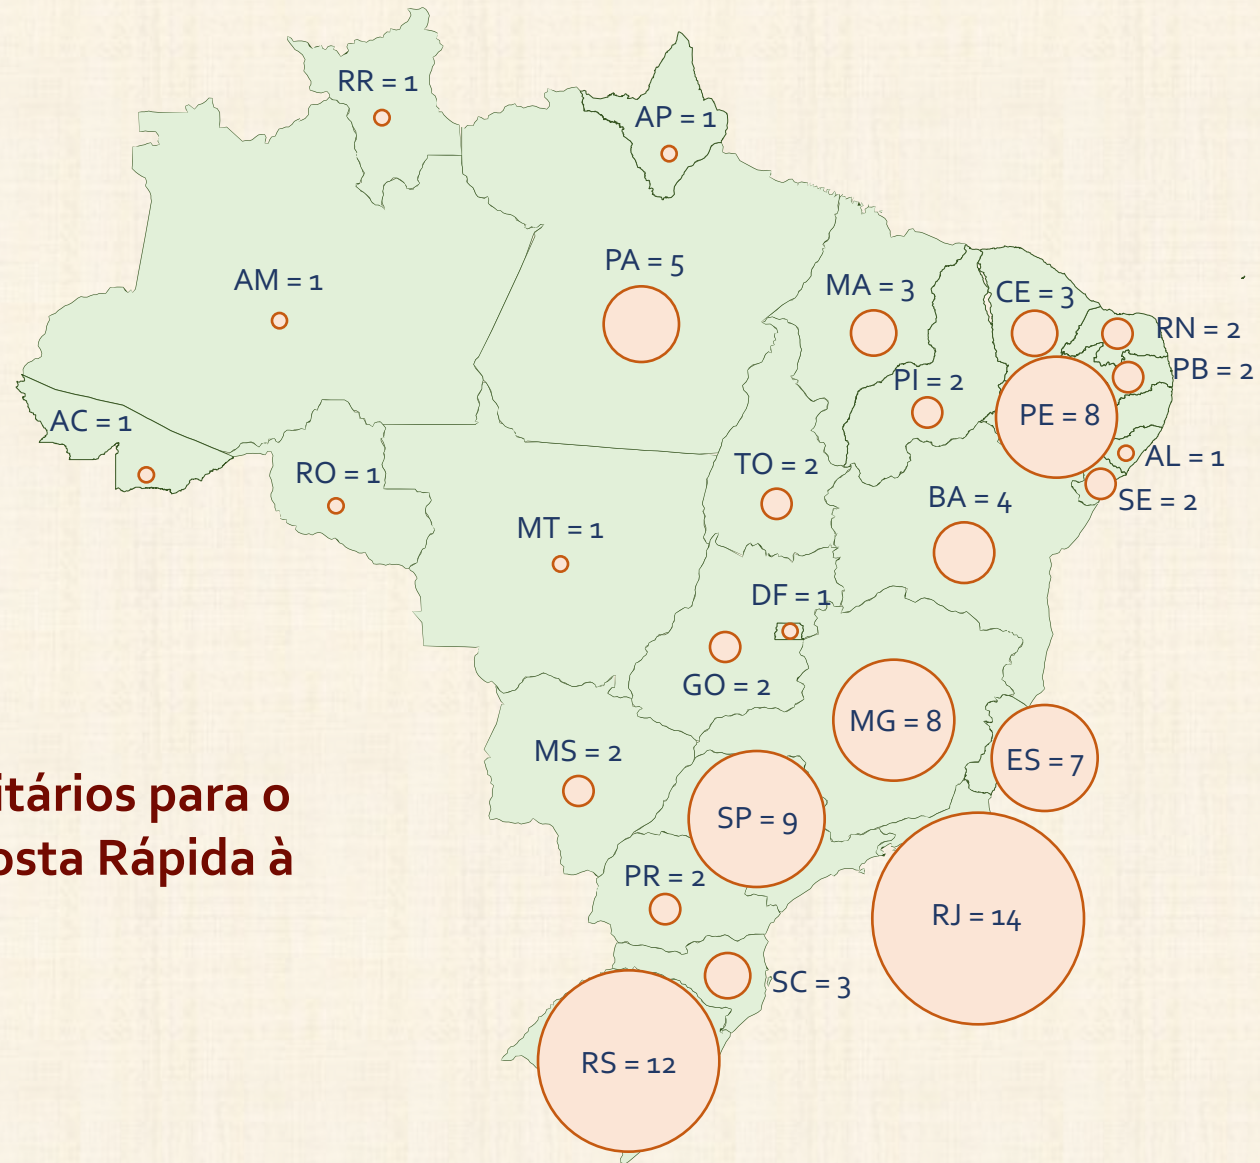 RR = 1
AP = 1
PA = 5
AM = 1
MA = 3
CE = 3
RN = 2
PB = 2
PI = 2
PE = 8
AC = 1
AL = 1
TO = 2
RO = 1
SE = 2
BA = 4
MT = 1
DF = 1
GO = 2
MG = 8
MS = 2
ES = 7
itários para o
SP = 9
osta Rápida à
PR = 2
RJ = 14
SC = 3
RS = 12